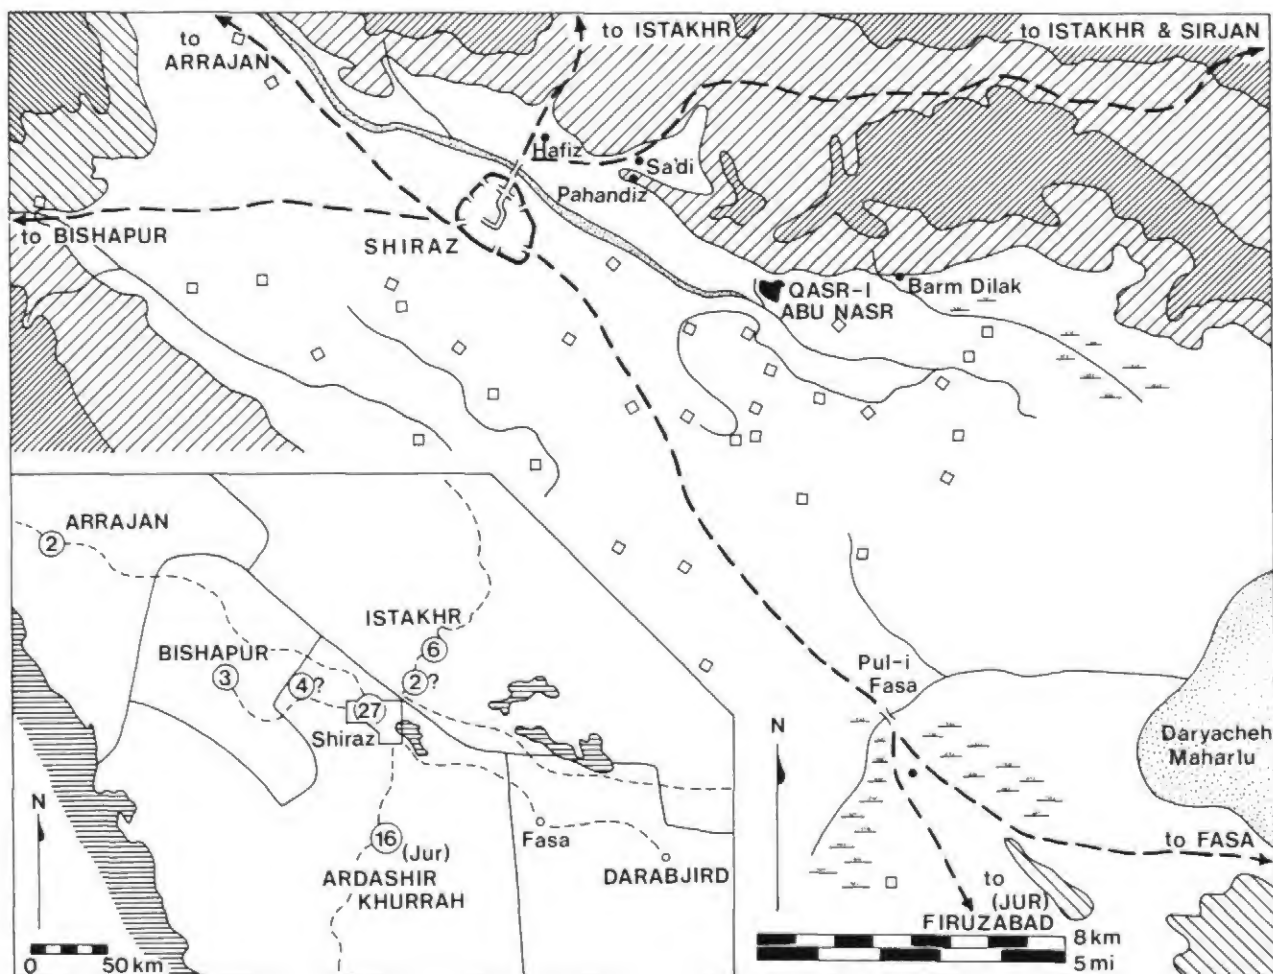 to
ARRAJAN
to ISTAKHR
to ISTAKHR & SIRJAN
Hafiz
Sa'di
Pahandiz
to BISHAPUR
SHIRAZ
QASR-I
ABU NASR
Barm Dilak
ARRAJAN
2
ISTAKHR
6
BISHAPUR
3
4?
2?
27
Shiraz
N
16
(Jur)
ARDASHIR
KHURRAH
Fasa
DARABJIRD
0 50 km
Pul-i
Fasa
N
Daryacheh
Maharlu
to FASA
to
(JUR)
FIRUZABAD
8 km
5 mi